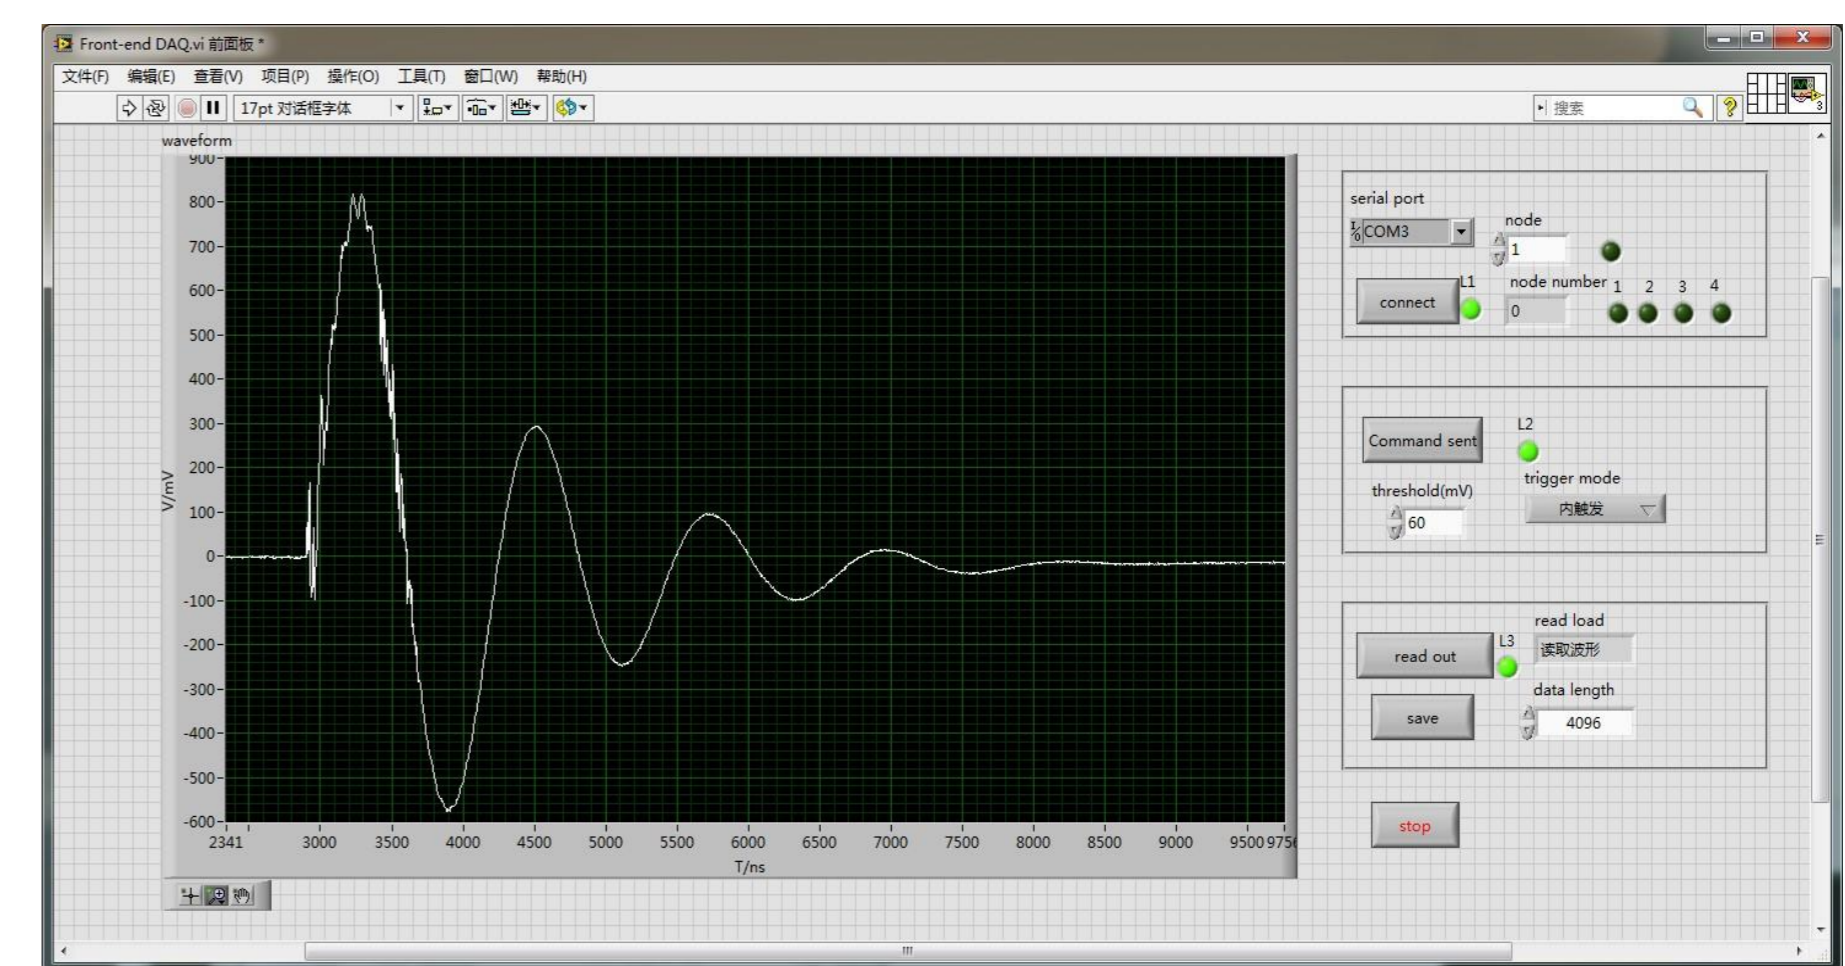 Front-end DAQ.vi 前面板 *
文件(F) 编辑(E) 查看(V) 项目(P) 操作(O) 工具(T) 窗口(W) 帮助(H)
17pt 对话框字体
搜索
3
waveform
900
800
700
600
500
400
300
200
100
0
-100
-200
-300
-400
-500
-600
V/mV
2341 3000 3500 4000 4500 5000 5500 6000 6500 7000 7500 8000 8500 9000 9500 9756
T/ns
serial port
COM3
node
1
connect
L1
node number
0
1 2 3 4
Command sent
L2
threshold(mV)
60
trigger mode
内触发
read out
L3
read load
读取波形
save
data length
4096
stop